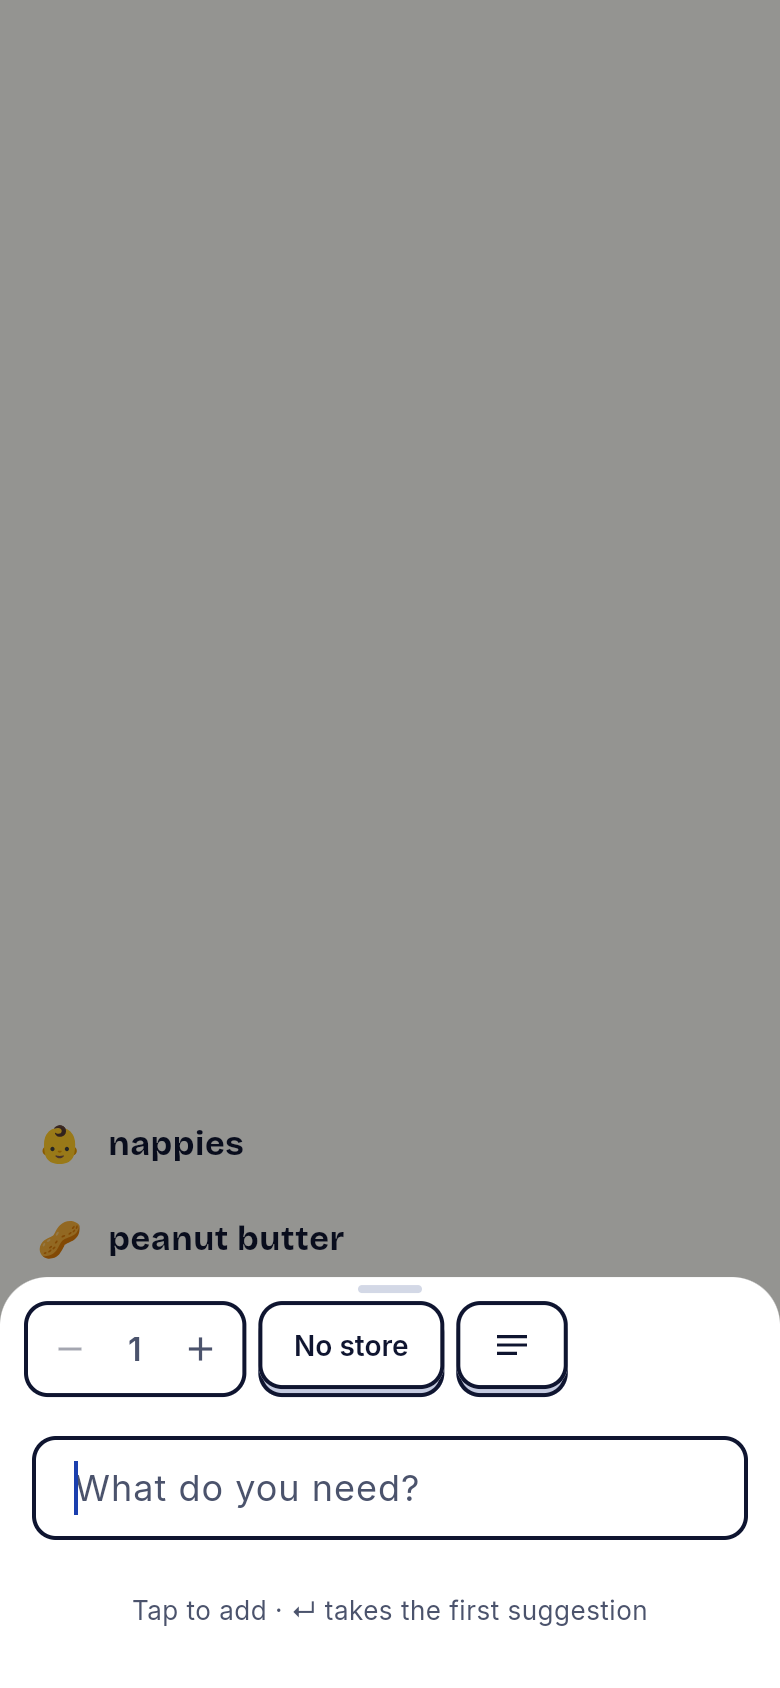 nappies
peanut butter
1
No store
What do you need?
Tap to add · ↵ takes the first suggestion